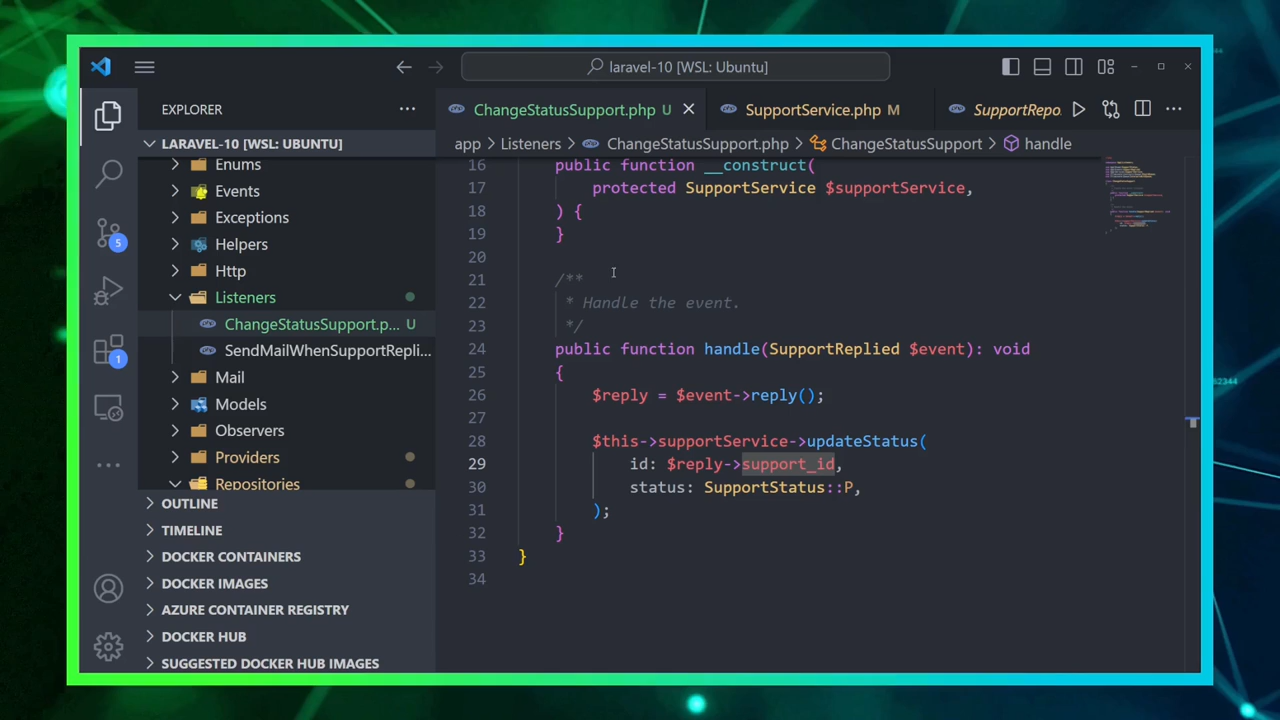 laravel-10 [WSL: Ubuntu]
EXPLORER
LARAVEL-10 [WSL: UBUNTU]
Enums
Events
Exceptions
Helpers
Http
Listeners
ChangeStatusSupport.p... U
SendMailWhenSupportRepli...
Mail
Models
Observers
Providers
Repositories
OUTLINE
TIMELINE
DOCKER CONTAINERS
DOCKER IMAGES
AZURE CONTAINER REGISTRY
DOCKER HUB
SUGGESTED DOCKER HUB IMAGES
5
1
ChangeStatusSupport.php U
SupportService.php M
SupportRepo
app > Listeners > ChangeStatusSupport.php > ChangeStatusSupport > handle
16 public function __construct(
17 protected SupportService $supportService,
18 ) {
19 }
20
21 /**
22 * Handle the event.
23 */
24 public function handle(SupportReplied $event): void
25 {
26 $reply = $event->reply();
27
28 $this->supportService->updateStatus(
29 id: $reply->support_id,
30 status: SupportStatus::P,
31 );
32 }
33 }
34